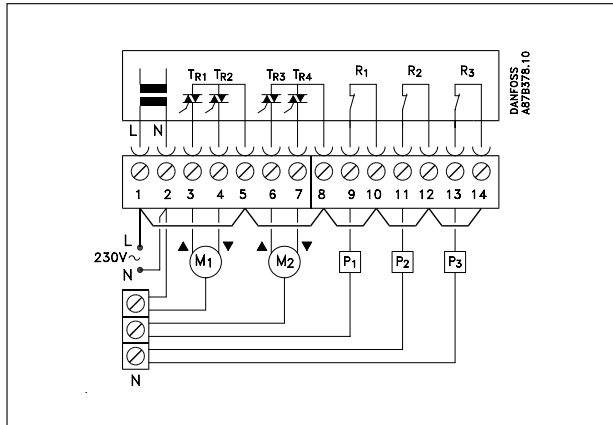 TR1 TR2 TR3 TR4 R1 R2 R3
DANFOSS
A87B378.10
L N
1 2 3 4 5 6 7 8 9 10 11 12 13 14
L
230V~
N
▲ M1 ▼ ▲ M2 ▼ P1 P2 P3
N